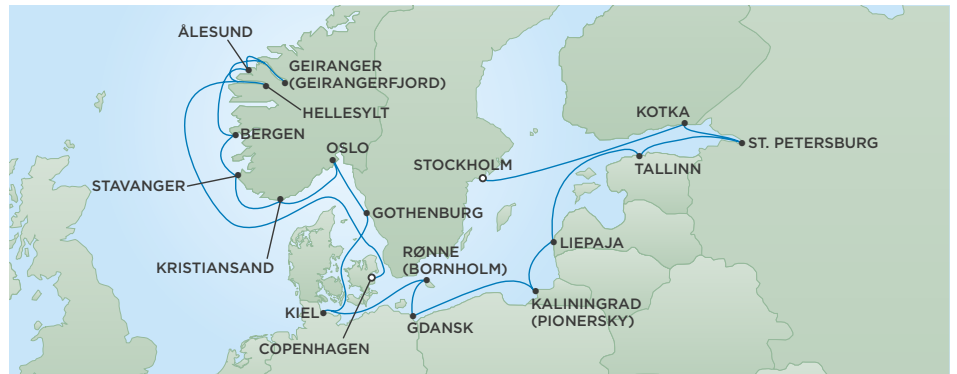 ÅLESUND
GEIRANGER
(GEIRANGERFJORD)
HELLESYLT
KOTKA
BERGEN
OSLO
ST. PETERSBURG
STOCKHOLM
TALLINN
STAVANGER
GOTHENBURG
LIEPAJA
RØNNE
(BORNHOLM)
KRISTIANSAND
KALININGRAD
(PIONERSKY)
KIEL
GDANSK
COPENHAGEN